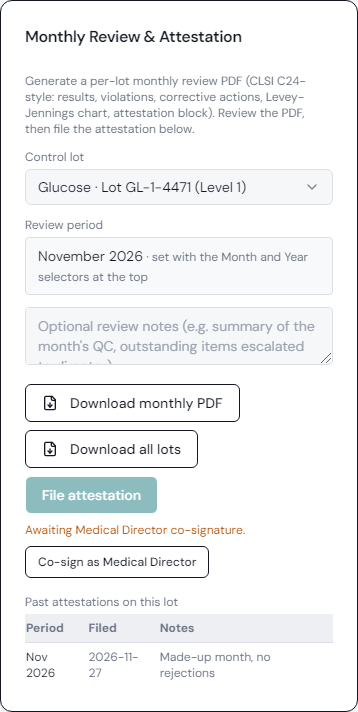 Monthly Review & Attestation
Generate a per-lot monthly review PDF (CLSI C24-
style: results, violations, corrective actions, Levey-
Jennings chart, attestation block). Review the PDF,
then file the attestation below.
Control lot
Glucose · Lot GL-1-4471 (Level 1)
Review period
November 2026 · set with the Month and Year
selectors at the top
Optional review notes (e.g. summary of the
month's QC, outstanding items escalated
Download monthly PDF
Download all lots
File attestation
Awaiting Medical Director co-signature.
Co-sign as Medical Director
Past attestations on this lot
Period Filed Notes
Nov 2026-11- Made-up month, no
2026 27 rejections